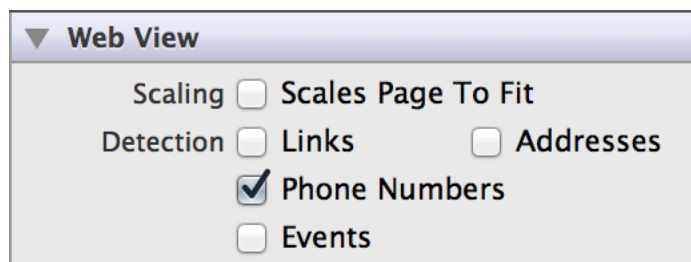 Web View
Scaling Scales Page To Fit
Detection Links Addresses
Phone Numbers
Events